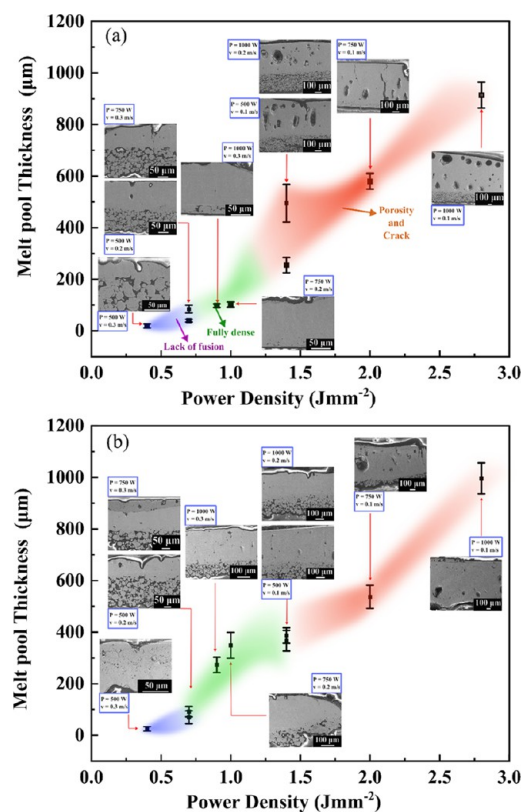 (a)
1200
1000
800
600
400
200
0
Melt pool Thickness (µm)
P = 750 W
v = 0.3 m/s
50 µm
50 µm
P = 500 W
v = 0.2 m/s
50 µm
P = 500 W
v = 0.3 m/s
P = 1000 W
v = 0.3 m/s
50 µm
P = 1000 W
v = 0.2 m/s
100 µm
P = 500 W
v = 0.1 m/s
100 µm
P = 750 W
v = 0.1 m/s
100 µm
100 µm
P = 1000 W
v = 0.1 m/s
Porosity
and
Crack
P = 750 W
v = 0.2 m/s
50 µm
Fully dense
Lack of fusion
0.0 0.5 1.0 1.5 2.0 2.5 3.0
Power Density (Jmm-2)
(b)
1200
1000
800
600
400
200
0
Melt pool Thickness (µm)
P = 750 W
v = 0.3 m/s
50 µm
50 µm
P = 500 W
v = 0.2 m/s
50 µm
P = 500 W
v = 0.3 m/s
P = 1000 W
v = 0.3 m/s
100 µm
P = 1000 W
v = 0.2 m/s
100 µm
100 µm
P = 500 W
v = 0.1 m/s
100 µm
P = 750 W
v = 0.1 m/s
P = 1000 W
v = 0.1 m/s
100 µm
P = 750 W
v = 0.2 m/s
100 µm
0.0 0.5 1.0 1.5 2.0 2.5 3.0
Power Density (Jmm-2)